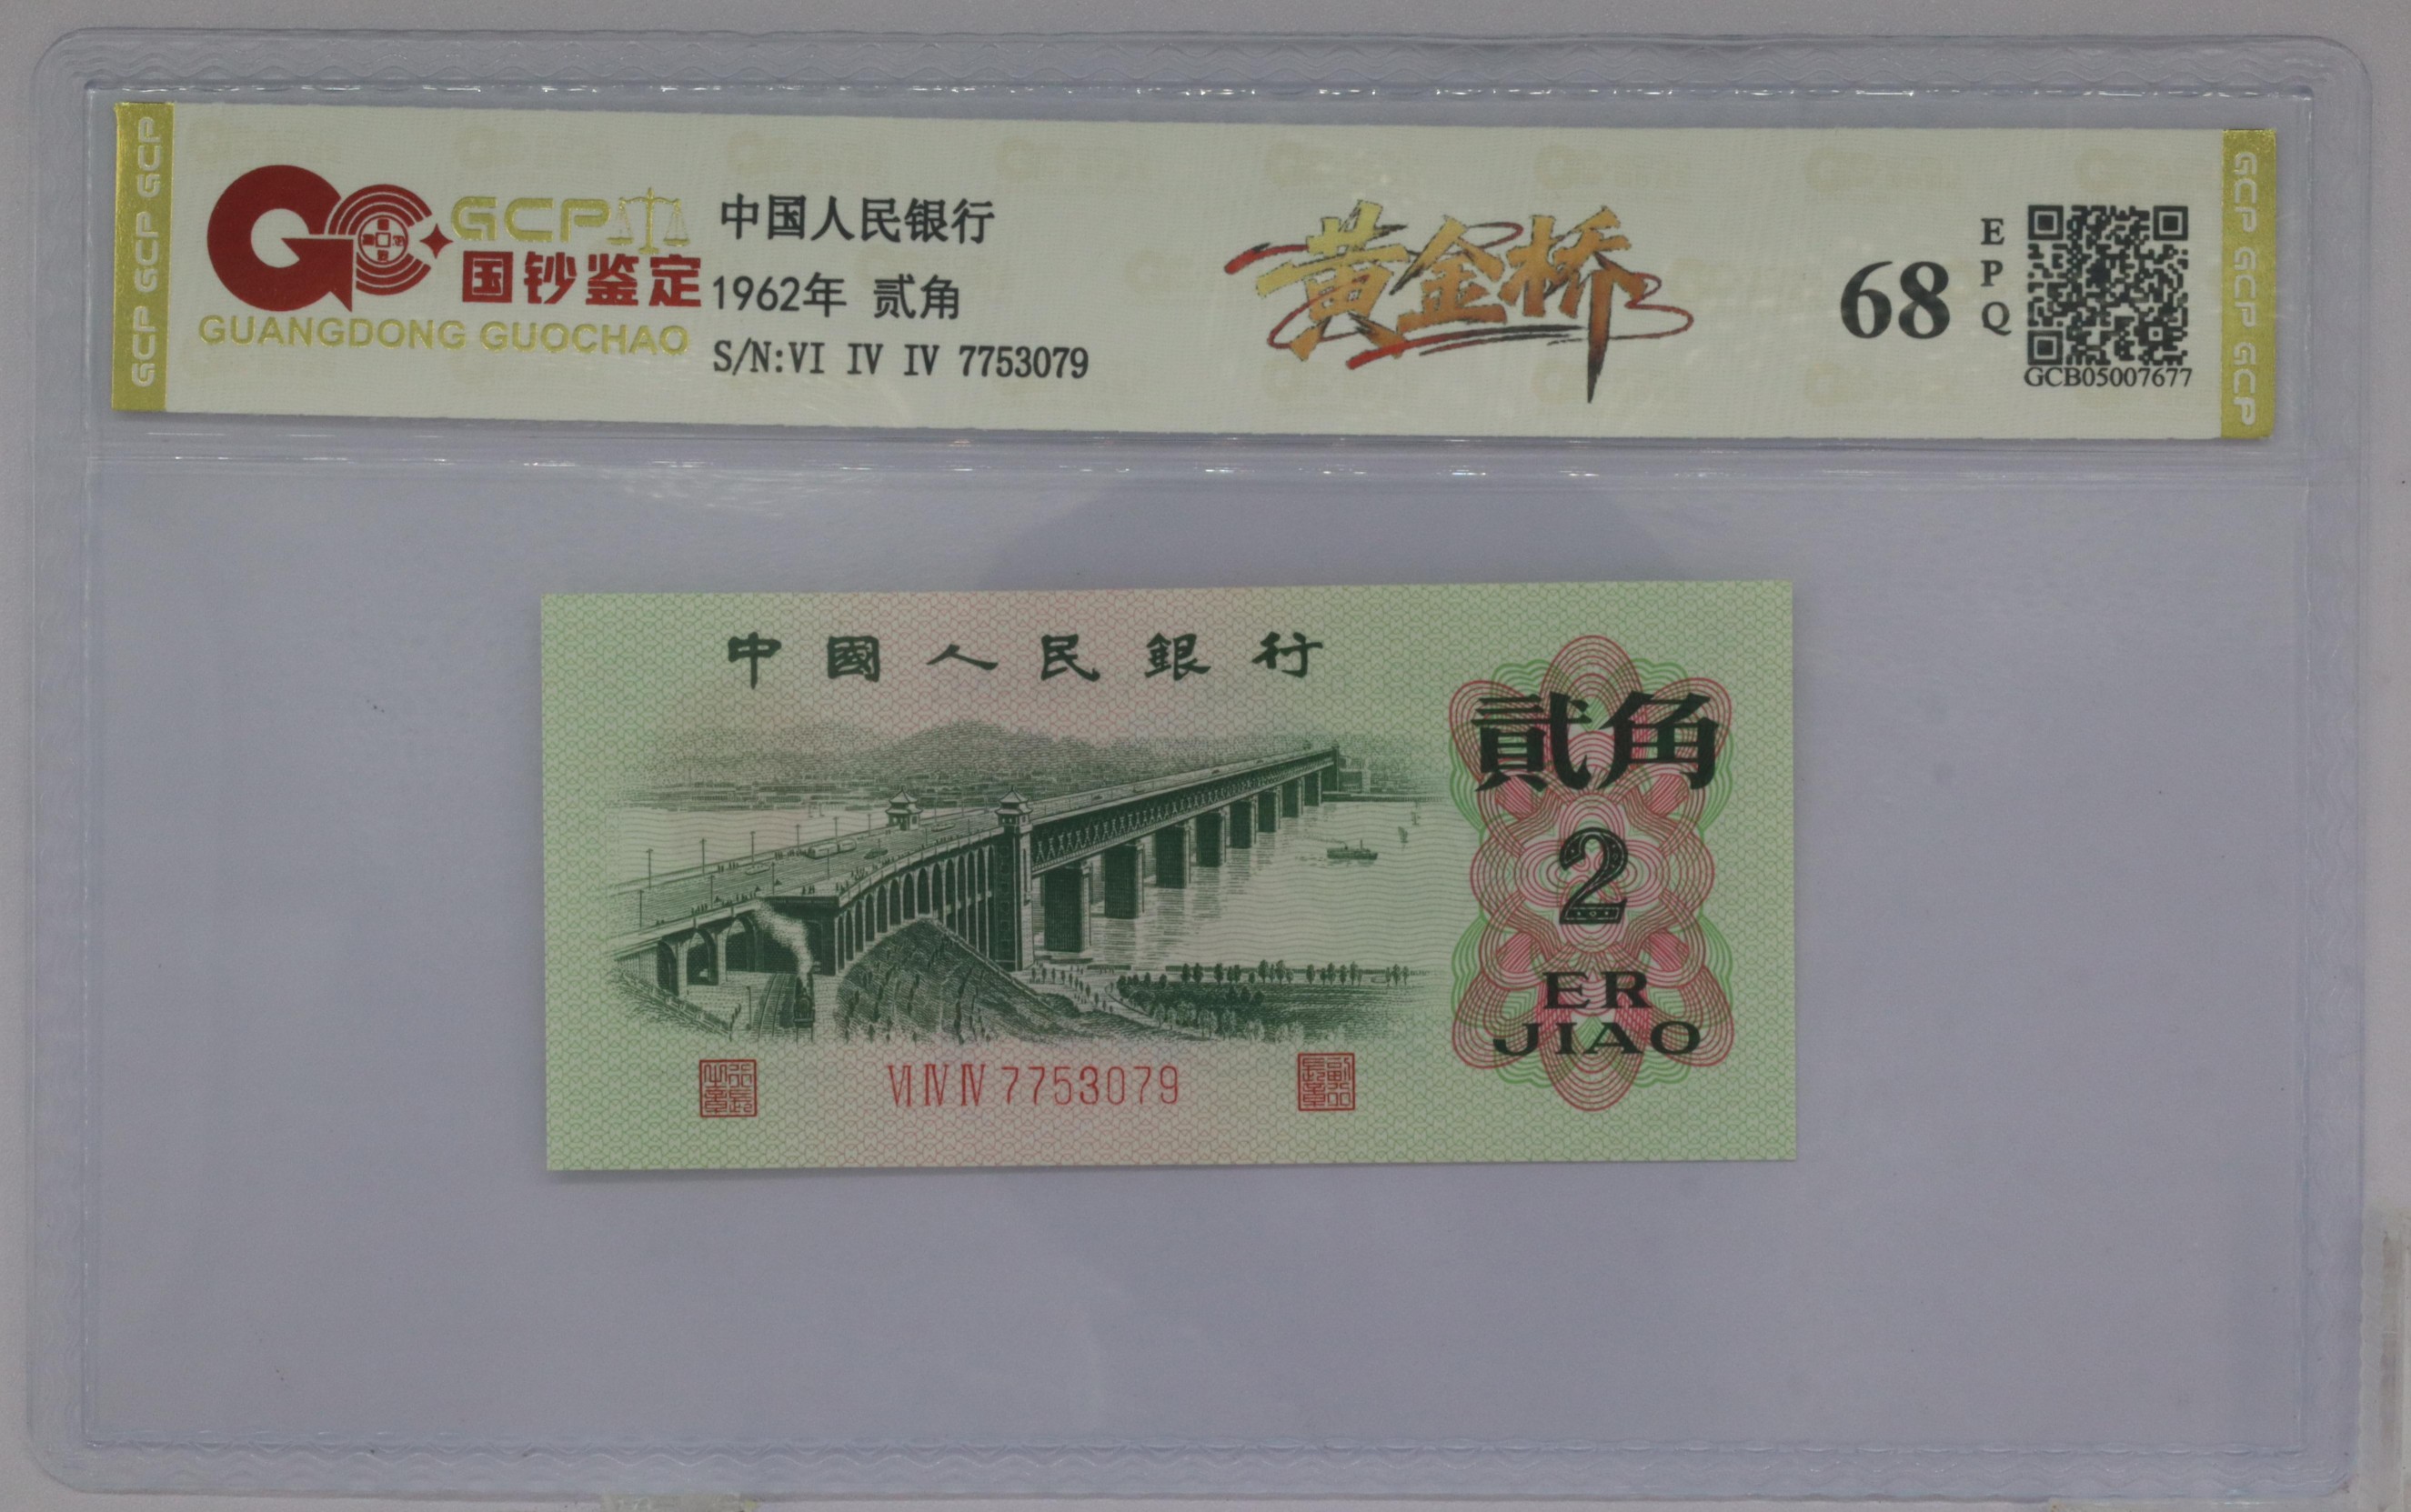 GCP GCP GCP
GCP
国钞鉴定
GUANGDONG GUOCHAO
中国人民银行
1962年 贰角
S/N:VI IV IV 7753079
黄金桥
68
EPQ
GCB05007677
GCP GCP GCP GCP
中國人民銀行
貳角
2
ER
JIAO
VI IV IV 7753079